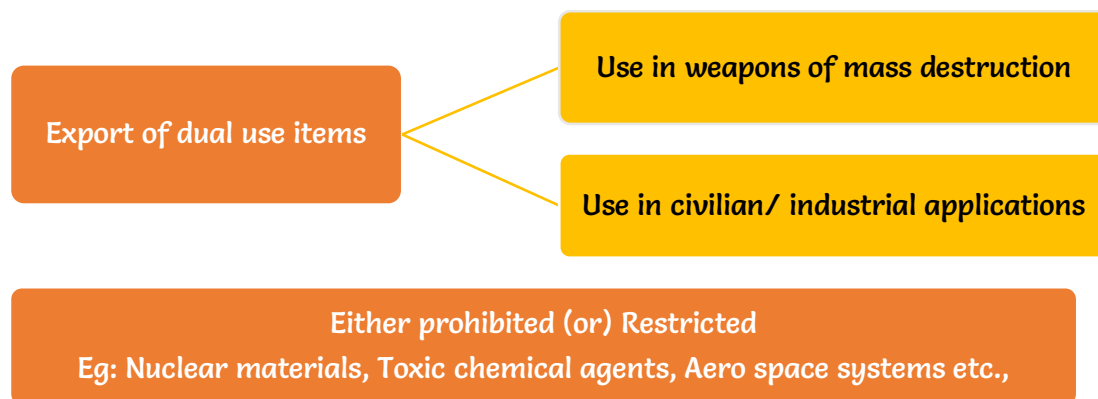 Export of dual use items
Use in weapons of mass destruction
Use in civilian/ industrial applications
Either prohibited (or) Restricted
Eg: Nuclear materials, Toxic chemical agents, Aero space systems etc.,